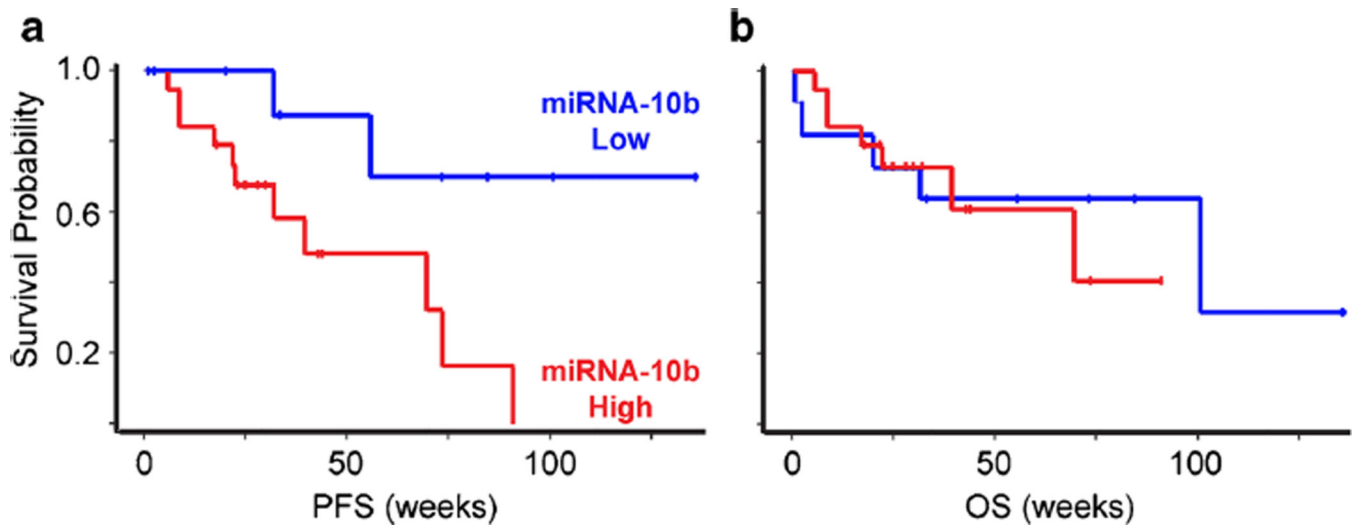 a
b
1.0
0.6
0.2
Survival Probability
miRNA-10b
Low
miRNA-10b
High
0 50 100
PFS (weeks)
0 50 100
OS (weeks)